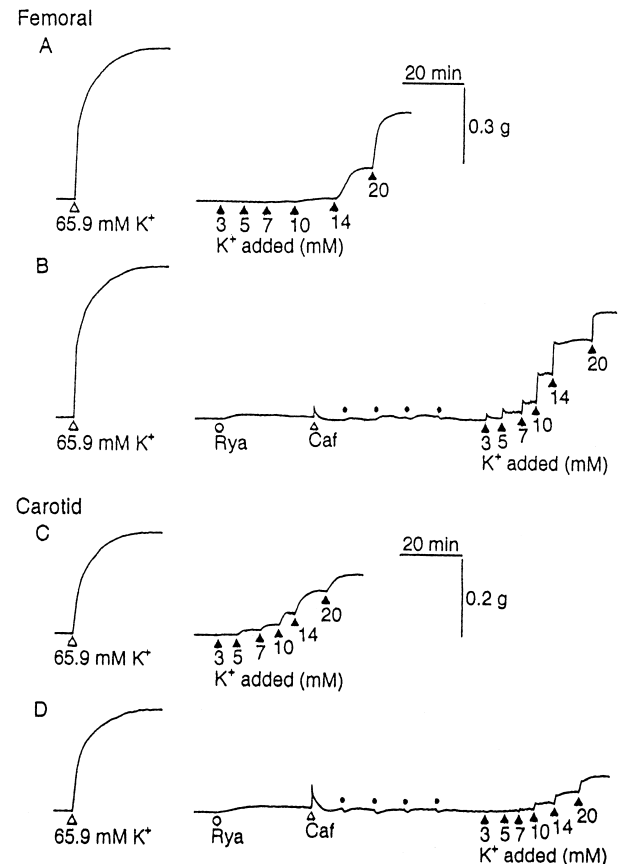 Femoral
A
20 min
0.3 g
65.9 mM K⁺
3 5 7 10 14 20
K⁺ added (mM)
B
65.9 mM K⁺
Rya
Caf
3 5 7 10 14 20
K⁺ added (mM)
Carotid
C
20 min
0.2 g
65.9 mM K⁺
3 5 7 10 14 20
K⁺ added (mM)
D
65.9 mM K⁺
Rya
Caf
3 5 7 10 14 20
K⁺ added (mM)